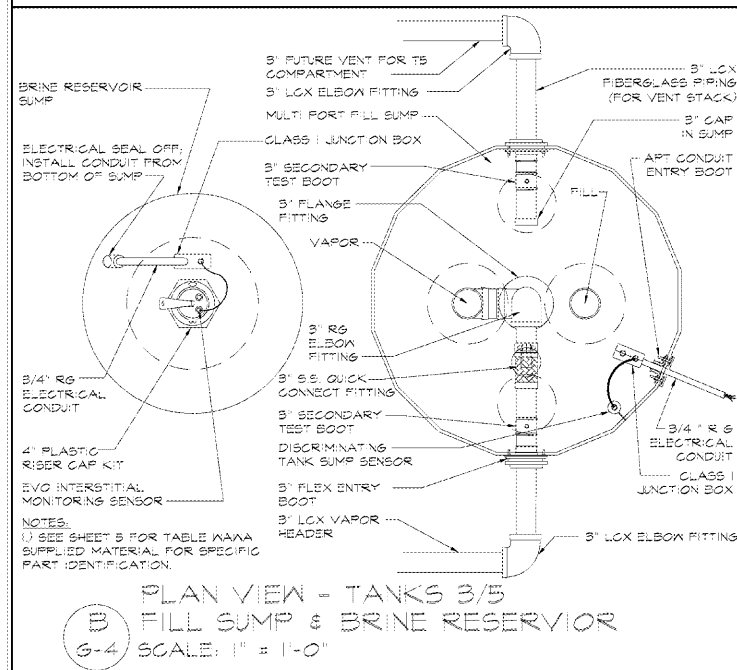 BRINE RESERVOIR
SUMP
ELECTRICAL SEAL OFF;
INSTALL CONDUIT FROM
BOTTOM OF SUMP
3/4" RG
ELECTRICAL
CONDUIT
4" PLASTIC
RISER CAP KIT
EVO INTERSTITIAL
MONITORING SENSOR
NOTES:
1.) SEE SHEET 5 FOR TABLE WAWA
SUPPLIED MATERIAL FOR SPECIFIC
PART IDENTIFICATION.
3" FUTURE VENT FOR T5
COMPARTMENT
3" LCX ELBOW FITTING
MULTI PORT FILL SUMP
CLASS I JUNCTION BOX
3" SECONDARY
TEST BOOT
3" FLANGE
FITTING
VAPOR
3" RG
ELBOW
FITTING
3" S.S. QUICK
CONNECT FITTING
3" SECONDARY
TEST BOOT
DISCRIMINATING
TANK SUMP SENSOR
3" FLEX ENTRY
BOOT
3" LCX VAPOR
HEADER
3" LCX
FIBERGLASS PIPING
(FOR VENT STACK)
3" CAP
IN SUMP
APT CONDUIT
ENTRY BOOT
FILL
3/4" RG
ELECTRICAL
CONDUIT
CLASS I
JUNCTION BOX
3" LCX ELBOW FITTING
PLAN VIEW - TANKS 3/5
B FILL SUMP & BRINE RESERVIOR
G-4 SCALE: 1" = 1'-0"